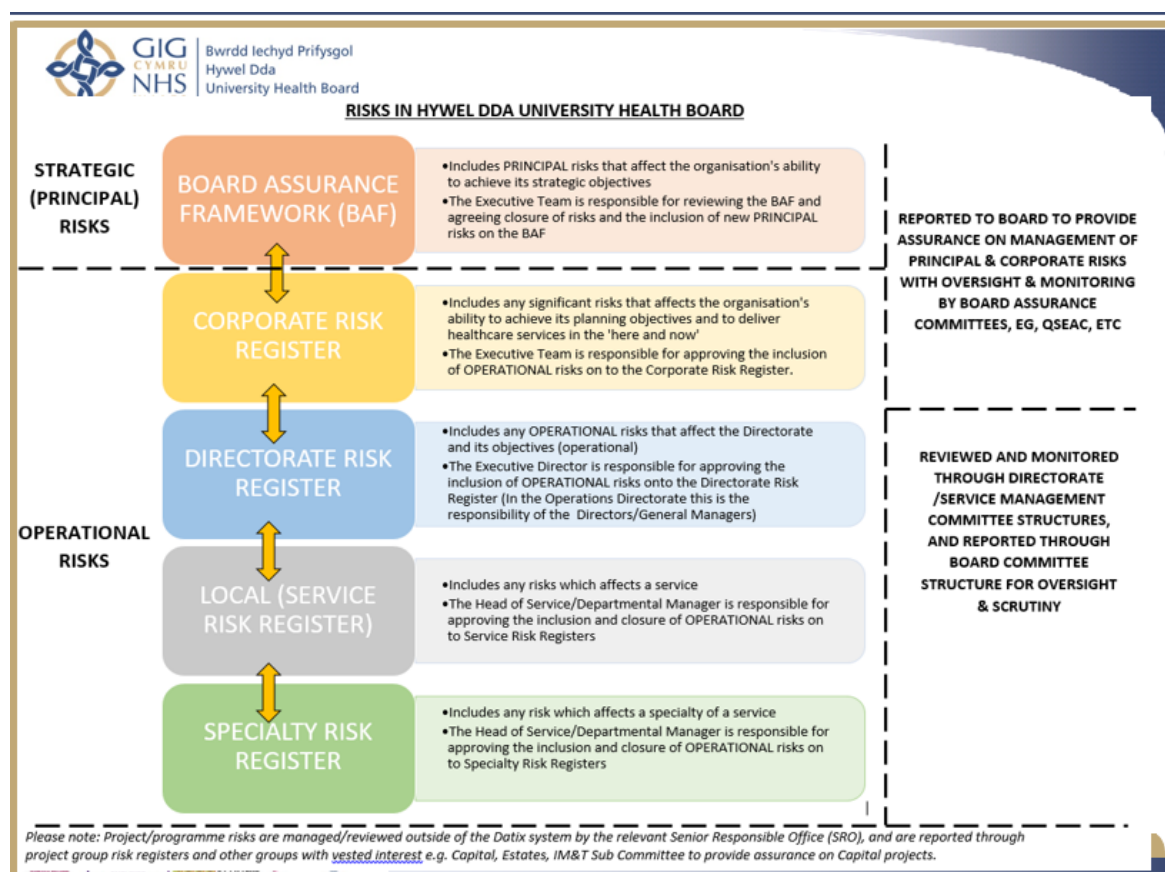 GIG
CYMRU
NHS
Bwrdd Iechyd Prifysgol
Hywel Dda
University Health Board
RISKS IN HYWEL DDA UNIVERSITY HEALTH BOARD
STRATEGIC
(PRINCIPAL)
RISKS
BOARD ASSURANCE
FRAMEWORK (BAF)
•Includes PRINCIPAL risks that affect the organisation's ability
to achieve its strategic objectives
•The Executive Team is responsible for reviewing the BAF and
agreeing closure of risks and the inclusion of new PRINCIPAL
risks on the BAF
REPORTED TO BOARD TO PROVIDE
ASSURANCE ON MANAGEMENT OF
PRINCIPAL & CORPORATE RISKS
WITH OVERSIGHT & MONITORING
BY BOARD ASSURANCE
COMMITTEES, EG, QSEAC, ETC
CORPORATE RISK
REGISTER
•Includes any significant risks that affects the organisation's
ability to achieve its planning objectives and to deliver
healthcare services in the 'here and now'
•The Executive Team is responsible for approving the inclusion
of OPERATIONAL risks on to the Corporate Risk Register.
OPERATIONAL
RISKS
DIRECTORATE RISK
REGISTER
•Includes any OPERATIONAL risks that affect the Directorate
and its objectives (operational)
•The Executive Director is responsible for approving the
inclusion of OPERATIONAL risks onto the Directorate Risk
Register (In the Operations Directorate this is the
responsibility of the Directors/General Managers)
REVIEWED AND MONITORED
THROUGH DIRECTORATE
/SERVICE MANAGEMENT
COMMITTEE STRUCTURES,
AND REPORTED THROUGH
BOARD COMMITTEE
STRUCTURE FOR OVERSIGHT
& SCRUTINY
LOCAL (SERVICE
RISK REGISTER)
•Includes any risks which affects a service
•The Head of Service/Departmental Manager is responsible for
approving the inclusion and closure of OPERATIONAL risks on
to Service Risk Registers
SPECIALTY RISK
REGISTER
•Includes any risk which affects a specialty of a service
•The Head of Service/Departmental Manager is responsible for
approving the inclusion and closure of OPERATIONAL risks on
to Specialty Risk Registers
Please note: Project/programme risks are managed/reviewed outside of the Datix system by the relevant Senior Responsible Office (SRO), and are reported through
project group risk registers and other groups with vested interest e.g. Capital, Estates, IM&T Sub Committee to provide assurance on Capital projects.